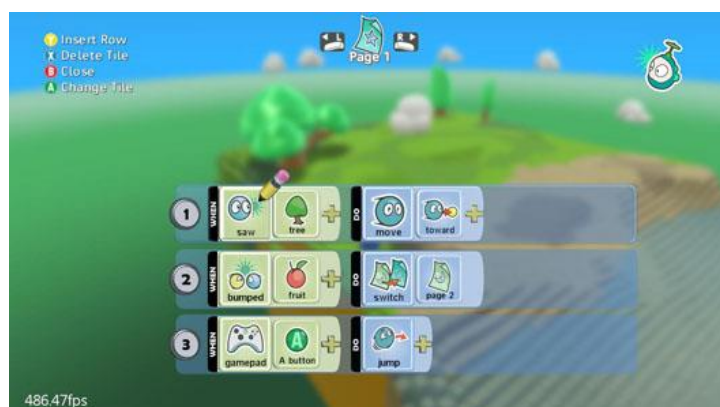 Y Insert Row
X Delete Tile
B Close
A Change Tile
L R
Page 1
1 WHEN saw tree + DO move toward +
2 WHEN bumped fruit + DO switch page 2
3 WHEN gamepad A A button + DO jump +
486.47fps